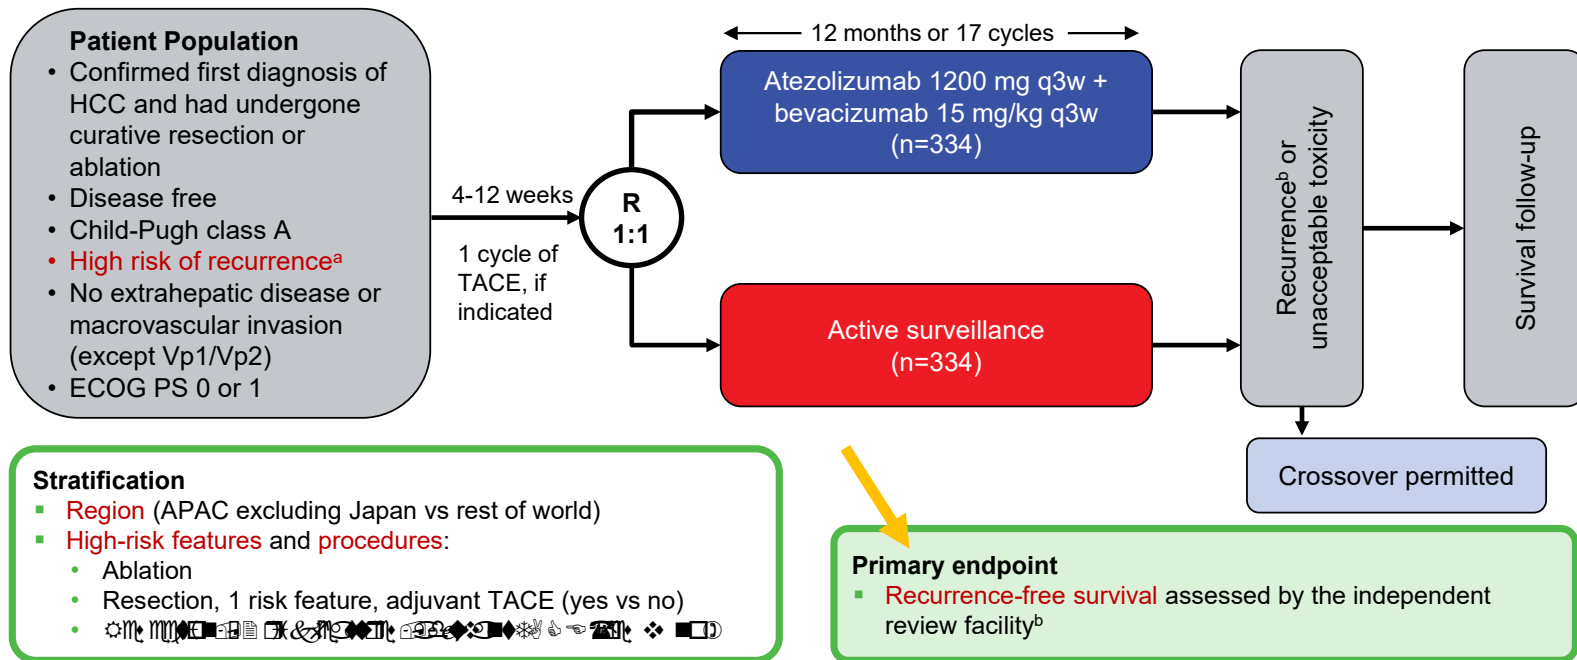 Patient Population
• Confirmed first diagnosis of
HCC and had undergone
curative resection or
ablation
• Disease free
• Child-Pugh class A
• High risk of recurrenceᵃ
• No extrahepatic disease or
macrovascular invasion
(except Vp1/Vp2)
• ECOG PS 0 or 1
4-12 weeks
1 cycle of
TACE, if
indicated
R
1:1
12 months or 17 cycles
Atezolizumab 1200 mg q3w +
bevacizumab 15 mg/kg q3w
(n=334)
Active surveillance
(n=334)
Recurrenceᵇ or
unacceptable toxicity
Survival follow-up
Crossover permitted
Stratification
▪ Region (APAC excluding Japan vs rest of world)
▪ High-risk features and procedures:
• Ablation
• Resection, 1 risk feature, adjuvant TACE (yes vs no)
Primary endpoint
▪ Recurrence-free survival assessed by the independent
review facilityᵇ